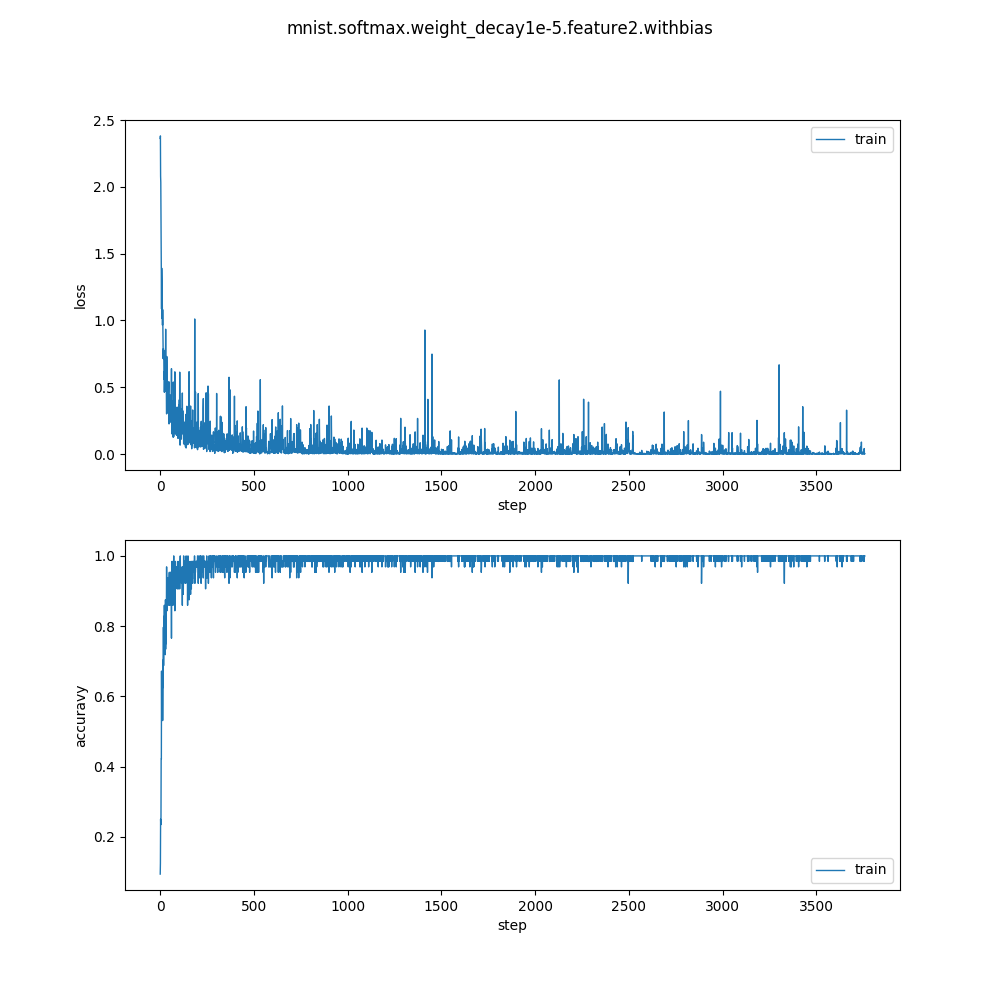 mnist.softmax.weight_decay1e-5.feature2.withbias
2.5
2.0
1.5
1.0
0.5
0.0
loss
train
0 500 1000 1500 2000 2500 3000 3500
step
1.0
0.8
0.6
0.4
0.2
accuravy
train
0 500 1000 1500 2000 2500 3000 3500
step